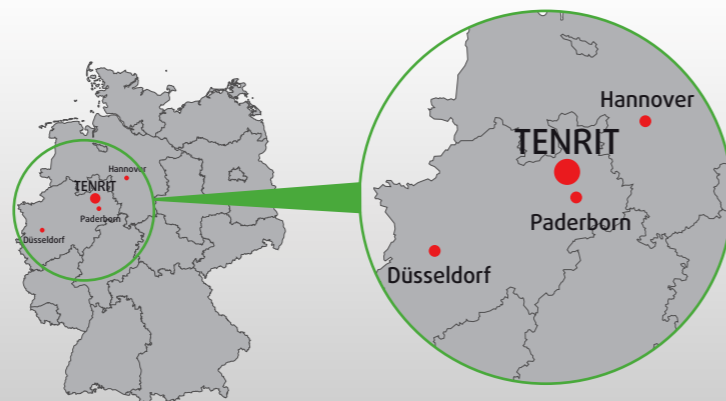 Hannover
TENRIT
Paderborn
Düsseldorf
Hannover
TENRIT
Paderborn
Düsseldorf